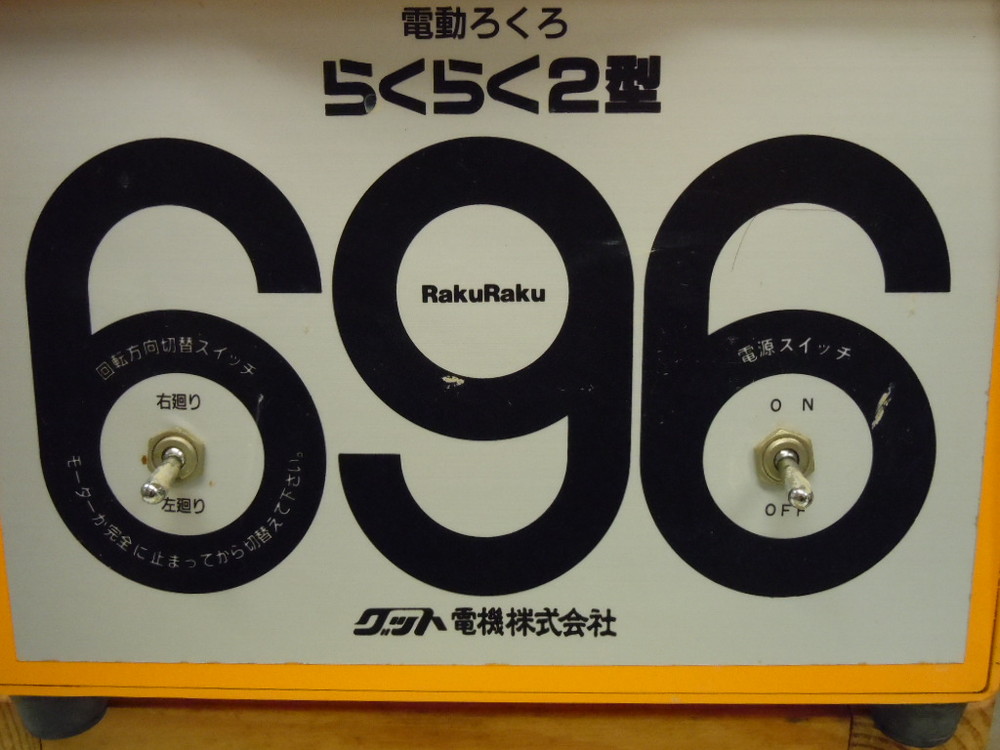 電動ろくろ
らくらく2型
696
RakuRaku
回転方向切替スイッチ
右廻り
左廻り
モーターが完全に止まってから切替えて下さい。
電源スイッチ
ON
OFF
グット電機株式会社